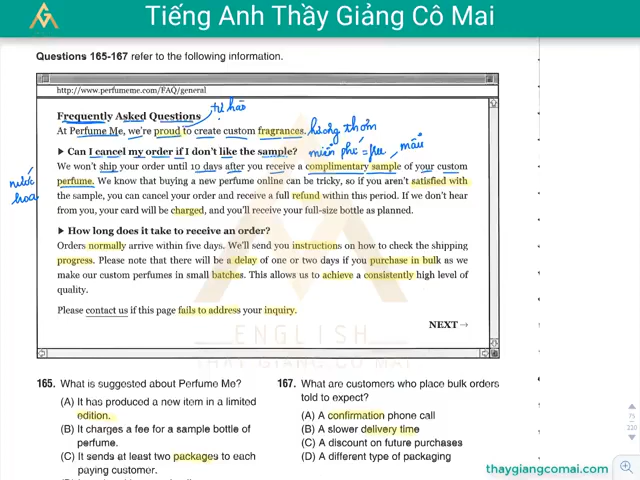 Tiếng Anh Thầy Giảng Cô Mai
Questions 165-167 refer to the following information.
http://www.perfumeme.com/FAQ/general
tự hào
Frequently Asked Questions
At Perfume Me, we're proud to create custom fragrances. hương thơm
▶ Can I cancel my order if I don't like the sample? miễn phí = free, mẫu
We won't ship your order until 10 days after you receive a complimentary sample of your custom
nước hoa
perfume. We know that buying a new perfume online can be tricky, so if you aren't satisfied with
the sample, you can cancel your order and receive a full refund within this period. If we don't hear
from you, your card will be charged, and you'll receive your full-size bottle as planned.
▶ How long does it take to receive an order?
Orders normally arrive within five days. We'll send you instructions on how to check the shipping
progress. Please note that there will be a delay of one or two days if you purchase in bulk as we
make our custom perfumes in small batches. This allows us to achieve a consistently high level of
quality.
Please contact us if this page fails to address your inquiry.
NEXT →
ENGLISH
THẦY GIẢNG CÔ MAI
165. What is suggested about Perfume Me?
(A) It has produced a new item in a limited
edition.
(B) It charges a fee for a sample bottle of
perfume.
(C) It sends at least two packages to each
paying customer.
167. What are customers who place bulk orders
told to expect?
(A) A confirmation phone call
(B) A slower delivery time
(C) A discount on future purchases
(D) A different type of packaging
75
220
thaygiangcomai.com